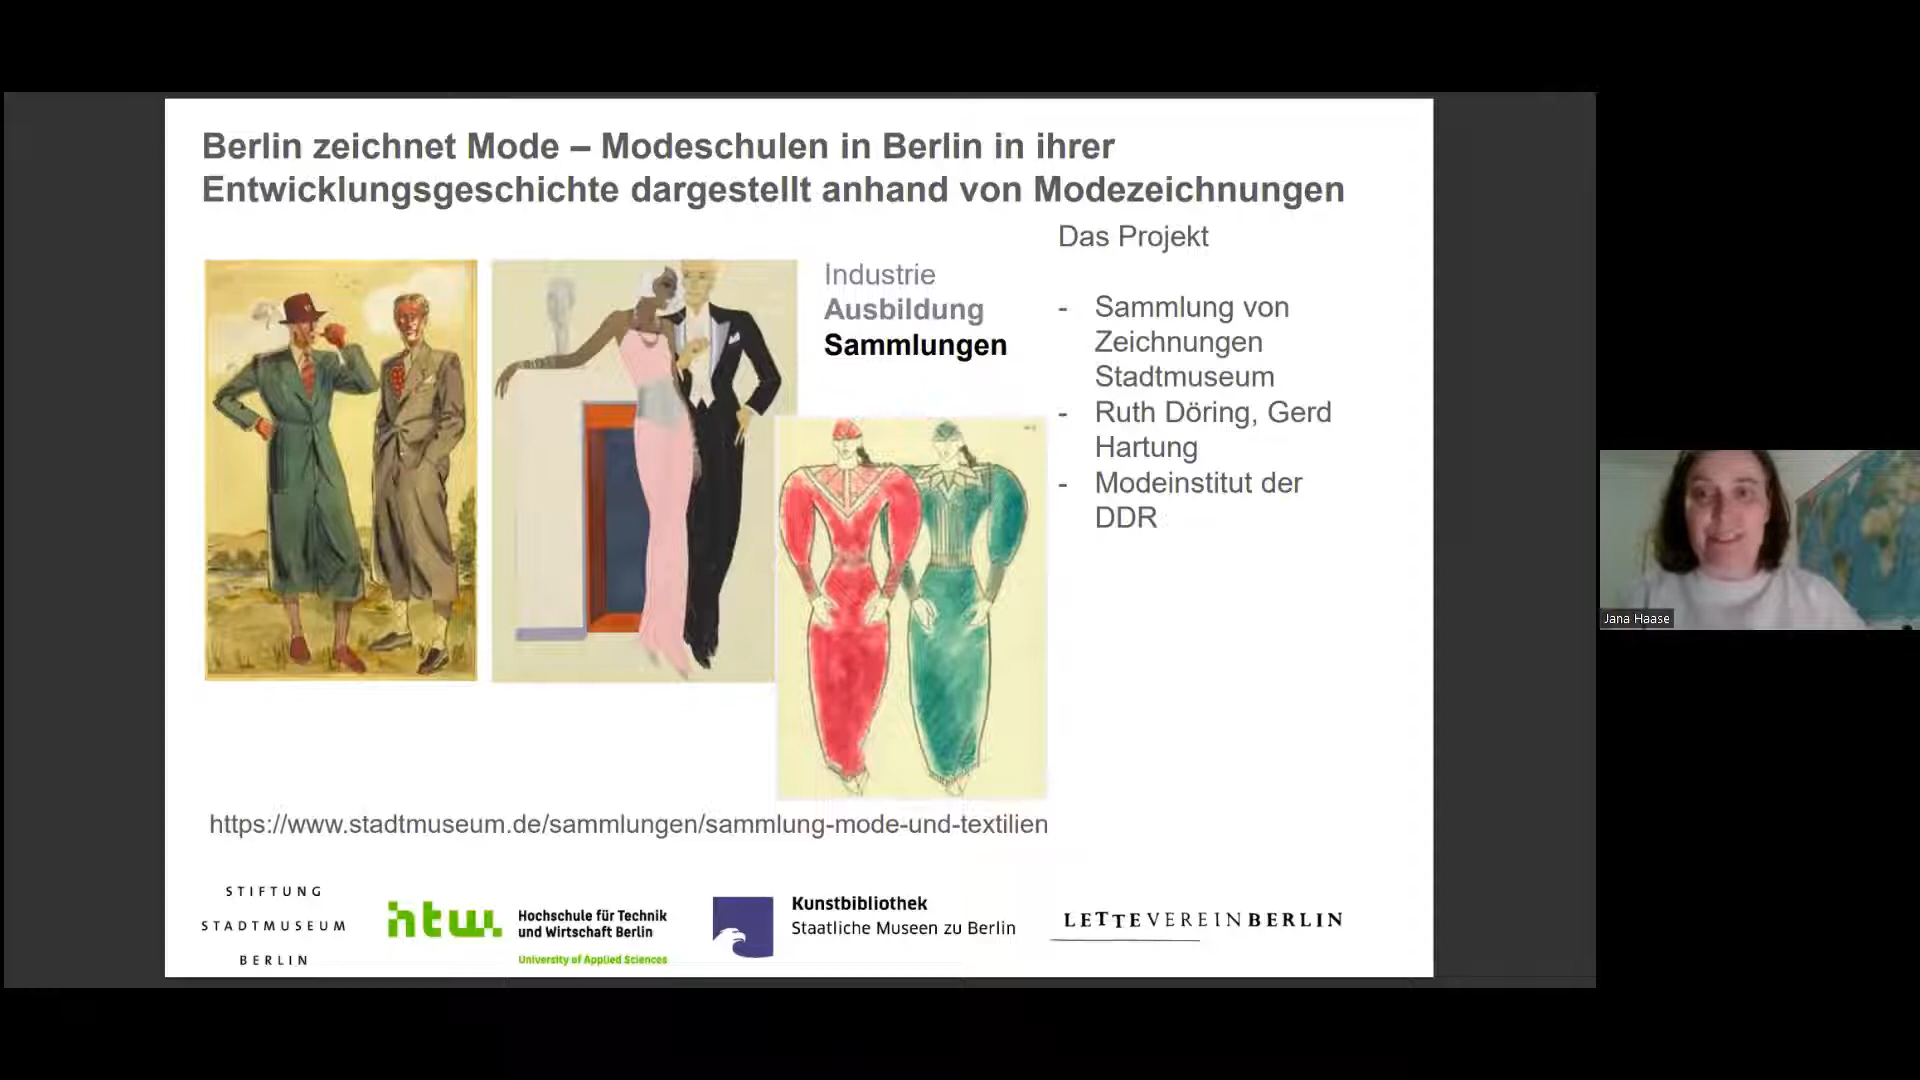 Berlin zeichnet Mode – Modeschulen in Berlin in ihrer
Entwicklungsgeschichte dargestellt anhand von Modezeichnungen
Industrie
Ausbildung
Sammlungen
Das Projekt
- Sammlung von
Zeichnungen
Stadtmuseum
- Ruth Döring, Gerd
Hartung
- Modeinstitut der
DDR
https://www.stadtmuseum.de/sammlungen/sammlung-mode-und-textilien
STIFTUNG
STADTMUSEUM
BERLIN
htw.
Hochschule für Technik
und Wirtschaft Berlin
University of Applied Sciences
Kunstbibliothek
Staatliche Museen zu Berlin
LETTEVEREINBERLIN
Jana Haase